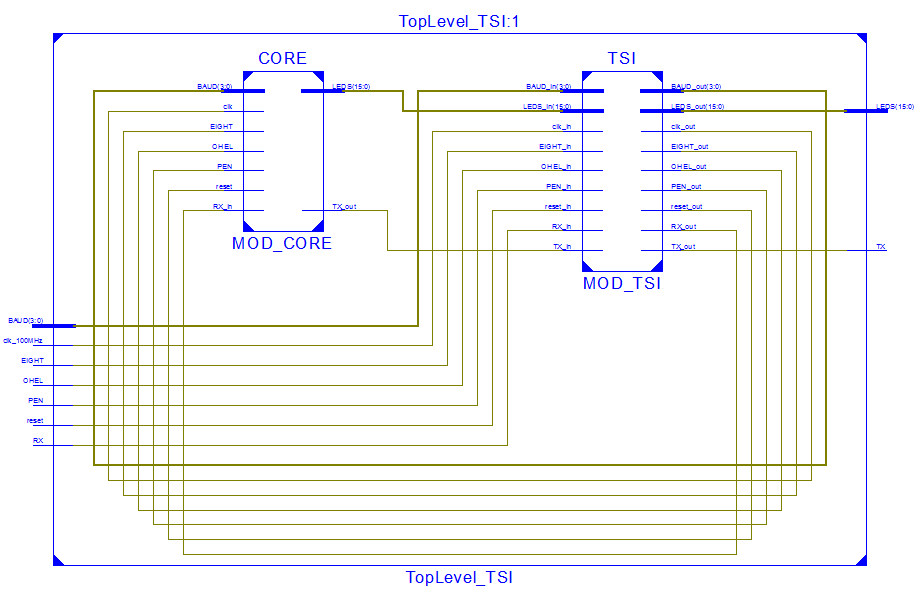 TopLevel_TSI:1
CORE
BAUD(3:0)
clk
EIGHT
OHEL
PEN
reset
RX_in
LEDS(15:0)
TX_out
MOD_CORE
TSI
BAUD_in(3:0)
LEDS_in(15:0)
clk_in
EIGHT_in
OHEL_in
PEN_in
reset_in
RX_in
TX_in
BAUD_out(3:0)
LEDS_out(15:0)
clk_out
EIGHT_out
OHEL_out
PEN_out
reset_out
RX_out
TX_out
MOD_TSI
LEDS(15:0)
TX
BAUD(3:0)
clk_100MHz
EIGHT
OHEL
PEN
reset
RX
TopLevel_TSI